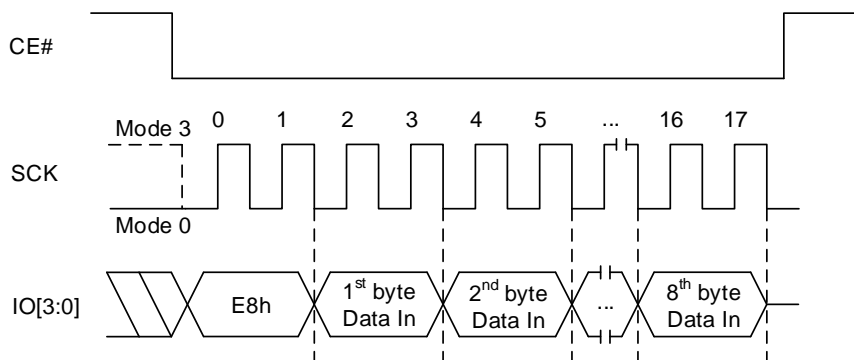 CE#
0 1 2 3 4 5 ... 16 17
Mode 3
SCK
Mode 0
IO[3:0]
E8h
1st byte
Data In
2nd byte
Data In
...
8th byte
Data In